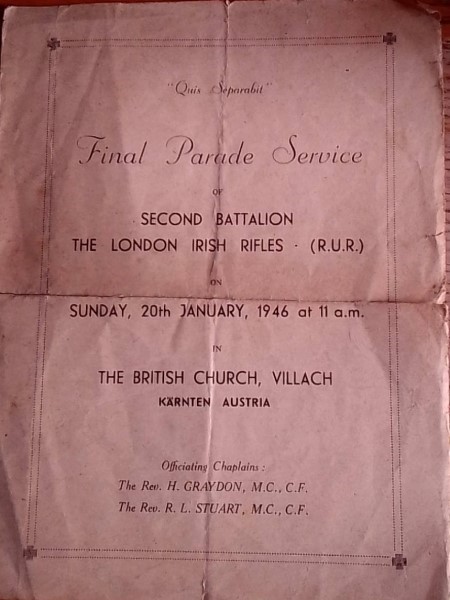 "Quis Separabit"
Final Parade Service
OF
SECOND BATTALION
THE LONDON IRISH RIFLES · (R.U.R.)
ON
SUNDAY, 20th JANUARY, 1946 at 11 a.m.
IN
THE BRITISH CHURCH, VILLACH
KÄRNTEN AUSTRIA
Officiating Chaplains :
The Rev. H. GRAYDON, M.C., C.F.
The Rev. R. L. STUART, M.C., C.F.